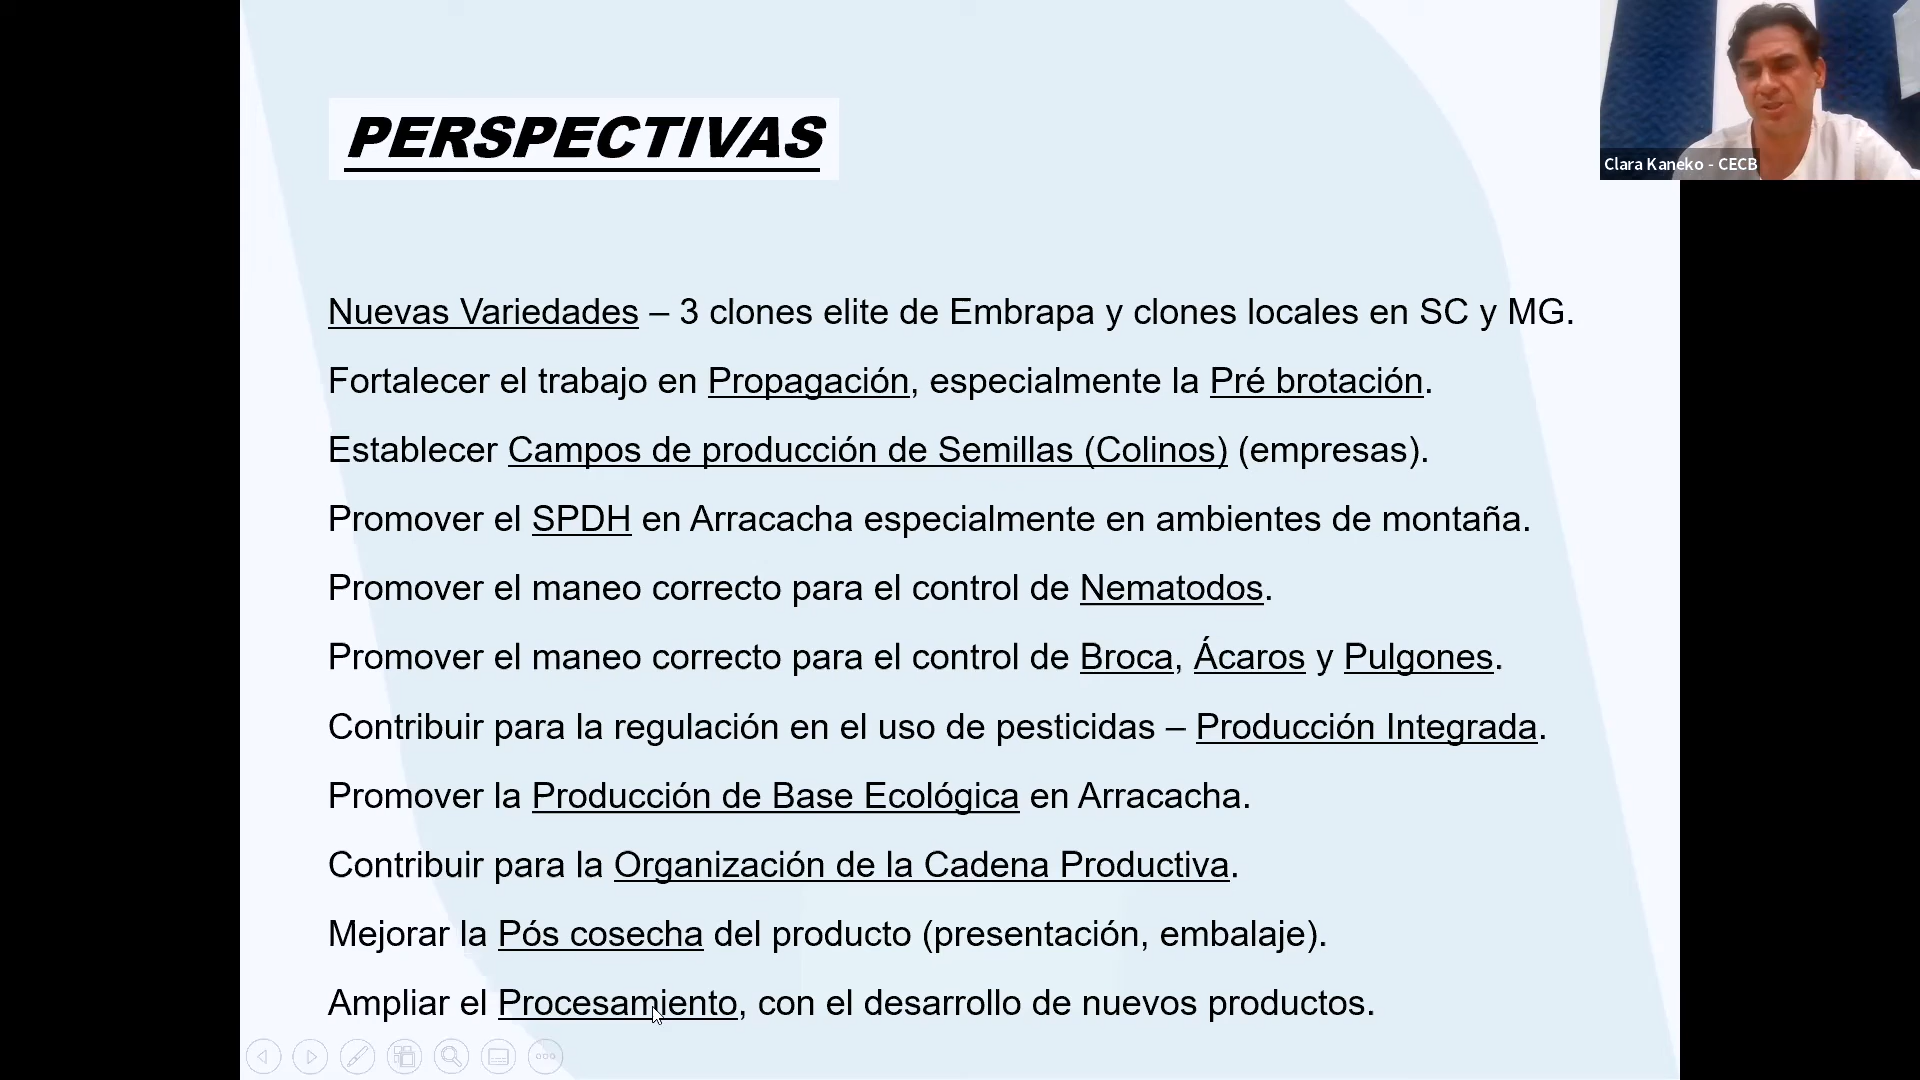 PERSPECTIVAS
Clara Kaneko - CECB
Nuevas Variedades – 3 clones elite de Embrapa y clones locales en SC y MG.
Fortalecer el trabajo en Propagación, especialmente la Pré brotación.
Establecer Campos de producción de Semillas (Colinos) (empresas).
Promover el SPDH en Arracacha especialmente en ambientes de montaña.
Promover el maneo correcto para el control de Nematodos.
Promover el maneo correcto para el control de Broca, Ácaros y Pulgones.
Contribuir para la regulación en el uso de pesticidas – Producción Integrada.
Promover la Producción de Base Ecológica en Arracacha.
Contribuir para la Organización de la Cadena Productiva.
Mejorar la Pós cosecha del producto (presentación, embalaje).
Ampliar el Procesamiento, con el desarrollo de nuevos productos.